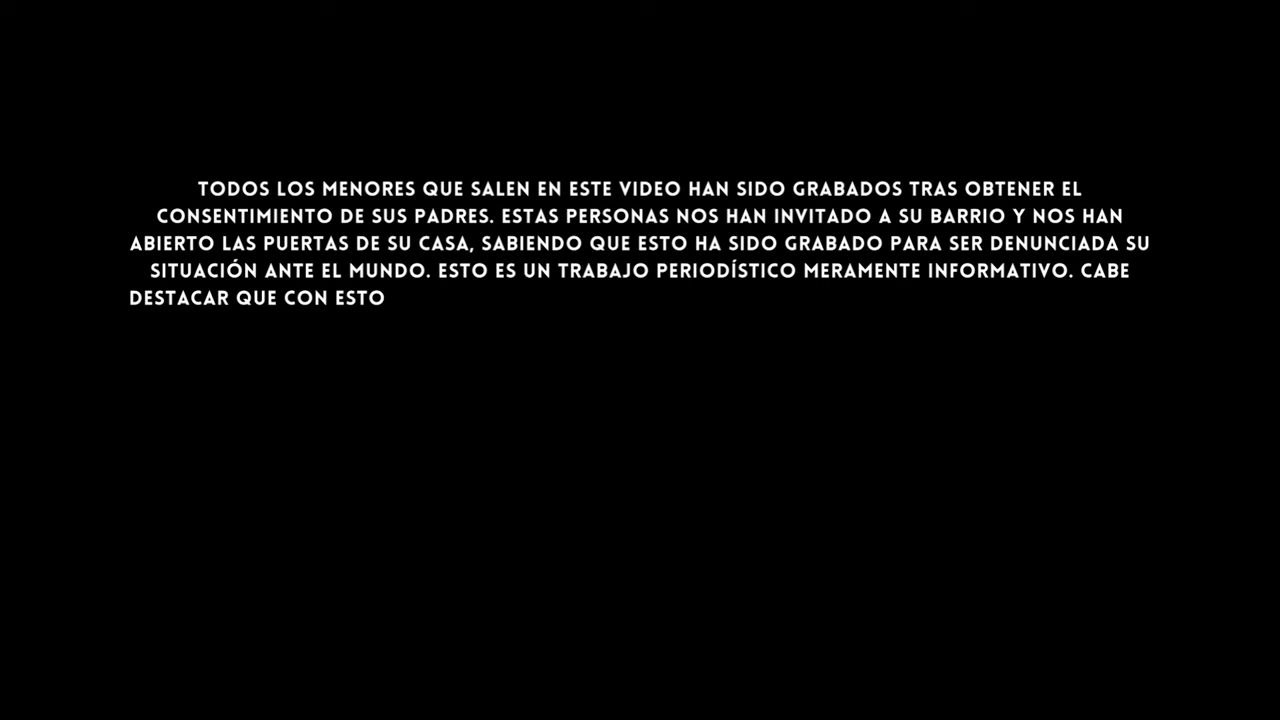 TODOS LOS MENORES QUE SALEN EN ESTE VIDEO HAN SIDO GRABADOS TRAS OBTENER EL
CONSENTIMIENTO DE SUS PADRES. ESTAS PERSONAS NOS HAN INVITADO A SU BARRIO Y NOS HAN
ABIERTO LAS PUERTAS DE SU CASA, SABIENDO QUE ESTO HA SIDO GRABADO PARA SER DENUNCIADA SU
SITUACIÓN ANTE EL MUNDO. ESTO ES UN TRABAJO PERIODÍSTICO MERAMENTE INFORMATIVO. CABE
DESTACAR QUE CON ESTO